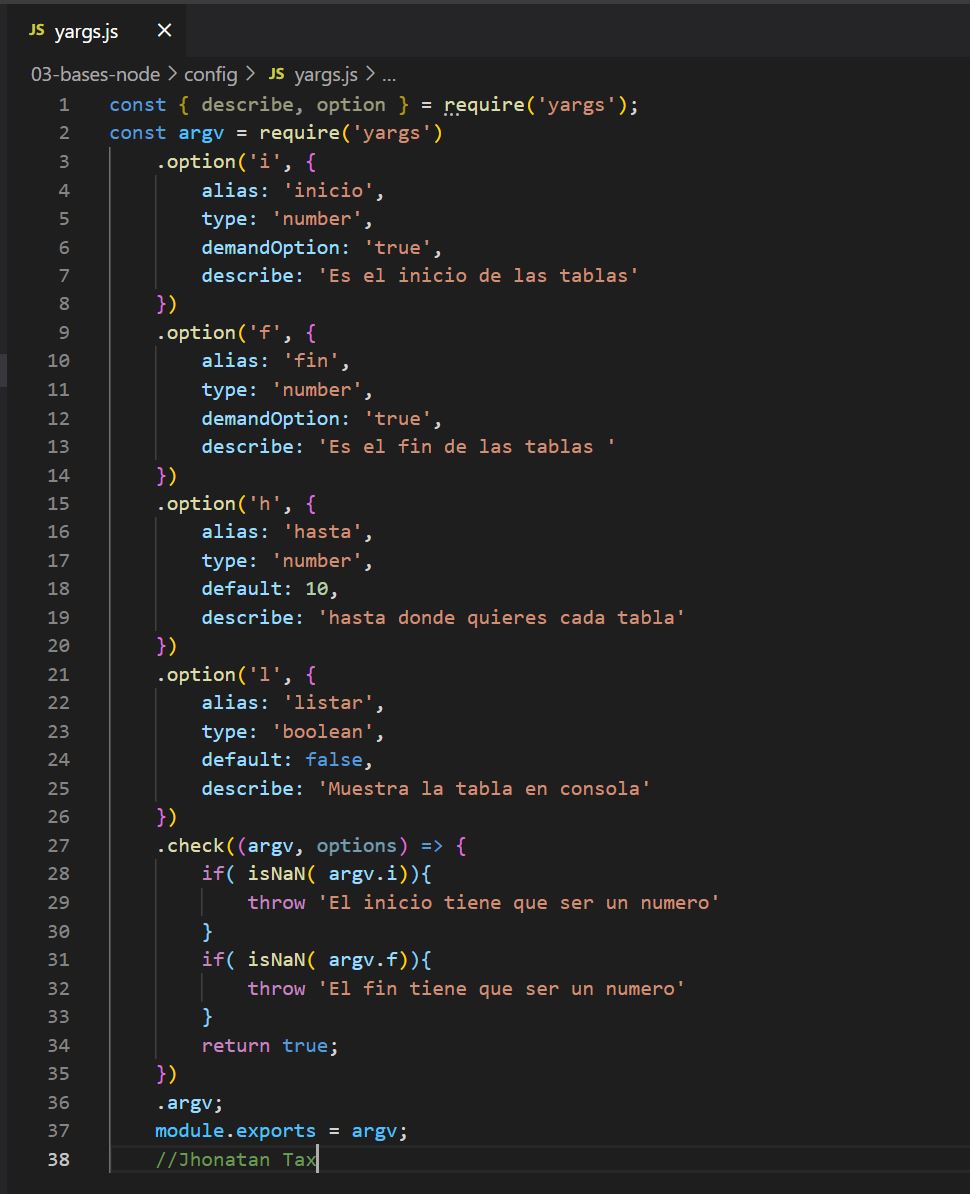 JS yargs.js ×
03-bases-node > config > JS yargs.js > ...
1 const { describe, option } = require('yargs');
2 const argv = require('yargs')
3     .option('i', {
4         alias: 'inicio',
5         type: 'number',
6         demandOption: 'true',
7         describe: 'Es el inicio de las tablas'
8     })
9     .option('f', {
10         alias: 'fin',
11         type: 'number',
12         demandOption: 'true',
13         describe: 'Es el fin de las tablas '
14     })
15     .option('h', {
16         alias: 'hasta',
17         type: 'number',
18         default: 10,
19         describe: 'hasta donde quieres cada tabla'
20     })
21     .option('l', {
22         alias: 'listar',
23         type: 'boolean',
24         default: false,
25         describe: 'Muestra la tabla en consola'
26     })
27     .check((argv, options) => {
28         if( isNaN( argv.i)){
29             throw 'El inicio tiene que ser un numero'
30         }
31         if( isNaN( argv.f)){
32             throw 'El fin tiene que ser un numero'
33         }
34         return true;
35     })
36     .argv;
37     module.exports = argv;
38     //Jhonatan Tax